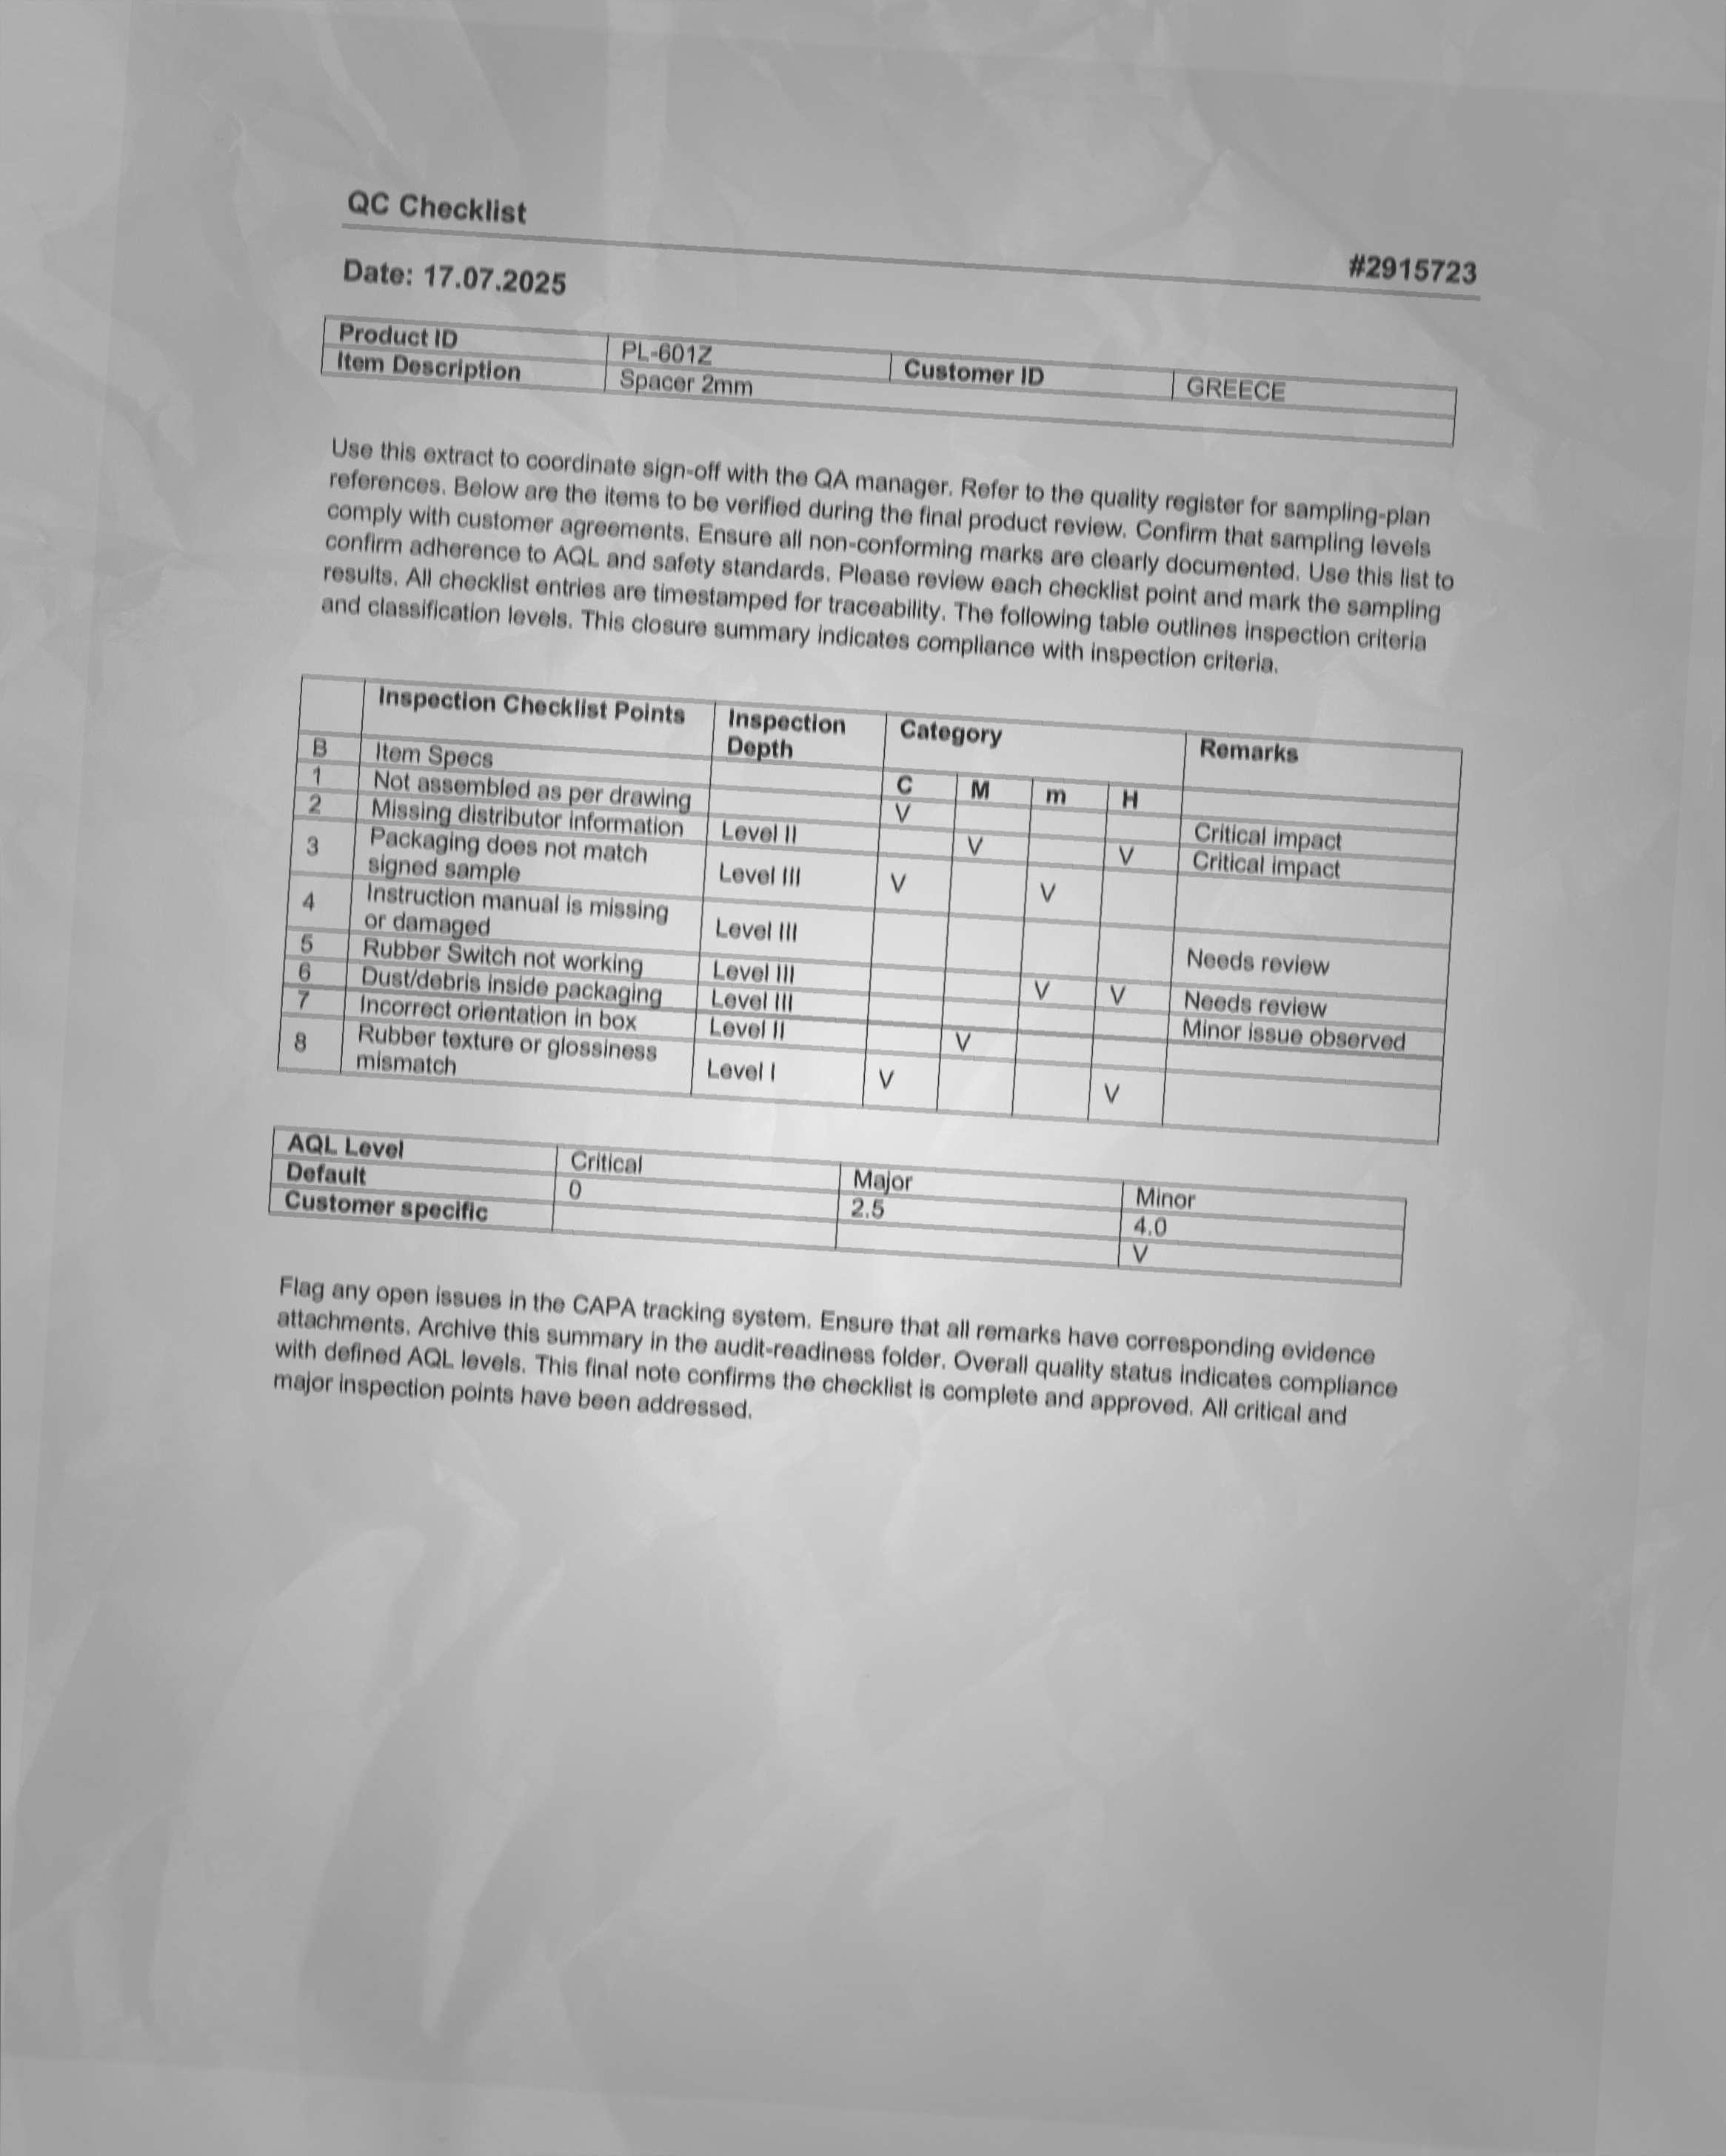 QC Checklist
#2915723
Date: 17.07.2025
Product ID PL-601Z Customer ID GREECE
Item Description Spacer 2mm
Use this extract to coordinate sign-off with the QA manager. Refer to the quality register for sampling-plan
references. Below are the items to be verified during the final product review. Confirm that sampling levels
comply with customer agreements. Ensure all non-conforming marks are clearly documented. Use this list to
confirm adherence to AQL and safety standards. Please review each checklist point and mark the sampling
results. All checklist entries are timestamped for traceability. The following table outlines inspection criteria
and classification levels. This closure summary indicates compliance with inspection criteria.
Inspection Checklist Points Inspection Depth Category Remarks
B Item Specs C M m H
1 Not assembled as per drawing V Critical impact
2 Missing distributor information Level II V V Critical impact
3 Packaging does not match signed sample Level III V V
4 Instruction manual is missing or damaged Level III Needs review
5 Rubber Switch not working Level III V V Needs review
6 Dust/debris inside packaging Level III Minor issue observed
7 Incorrect orientation in box Level II V
8 Rubber texture or glossiness mismatch Level I V V
AQL Level Critical Major Minor
Default 0 2.5 4.0
Customer specific V
Flag any open issues in the CAPA tracking system. Ensure that all remarks have corresponding evidence
attachments. Archive this summary in the audit-readiness folder. Overall quality status indicates compliance
with defined AQL levels. This final note confirms the checklist is complete and approved. All critical and
major inspection points have been addressed.